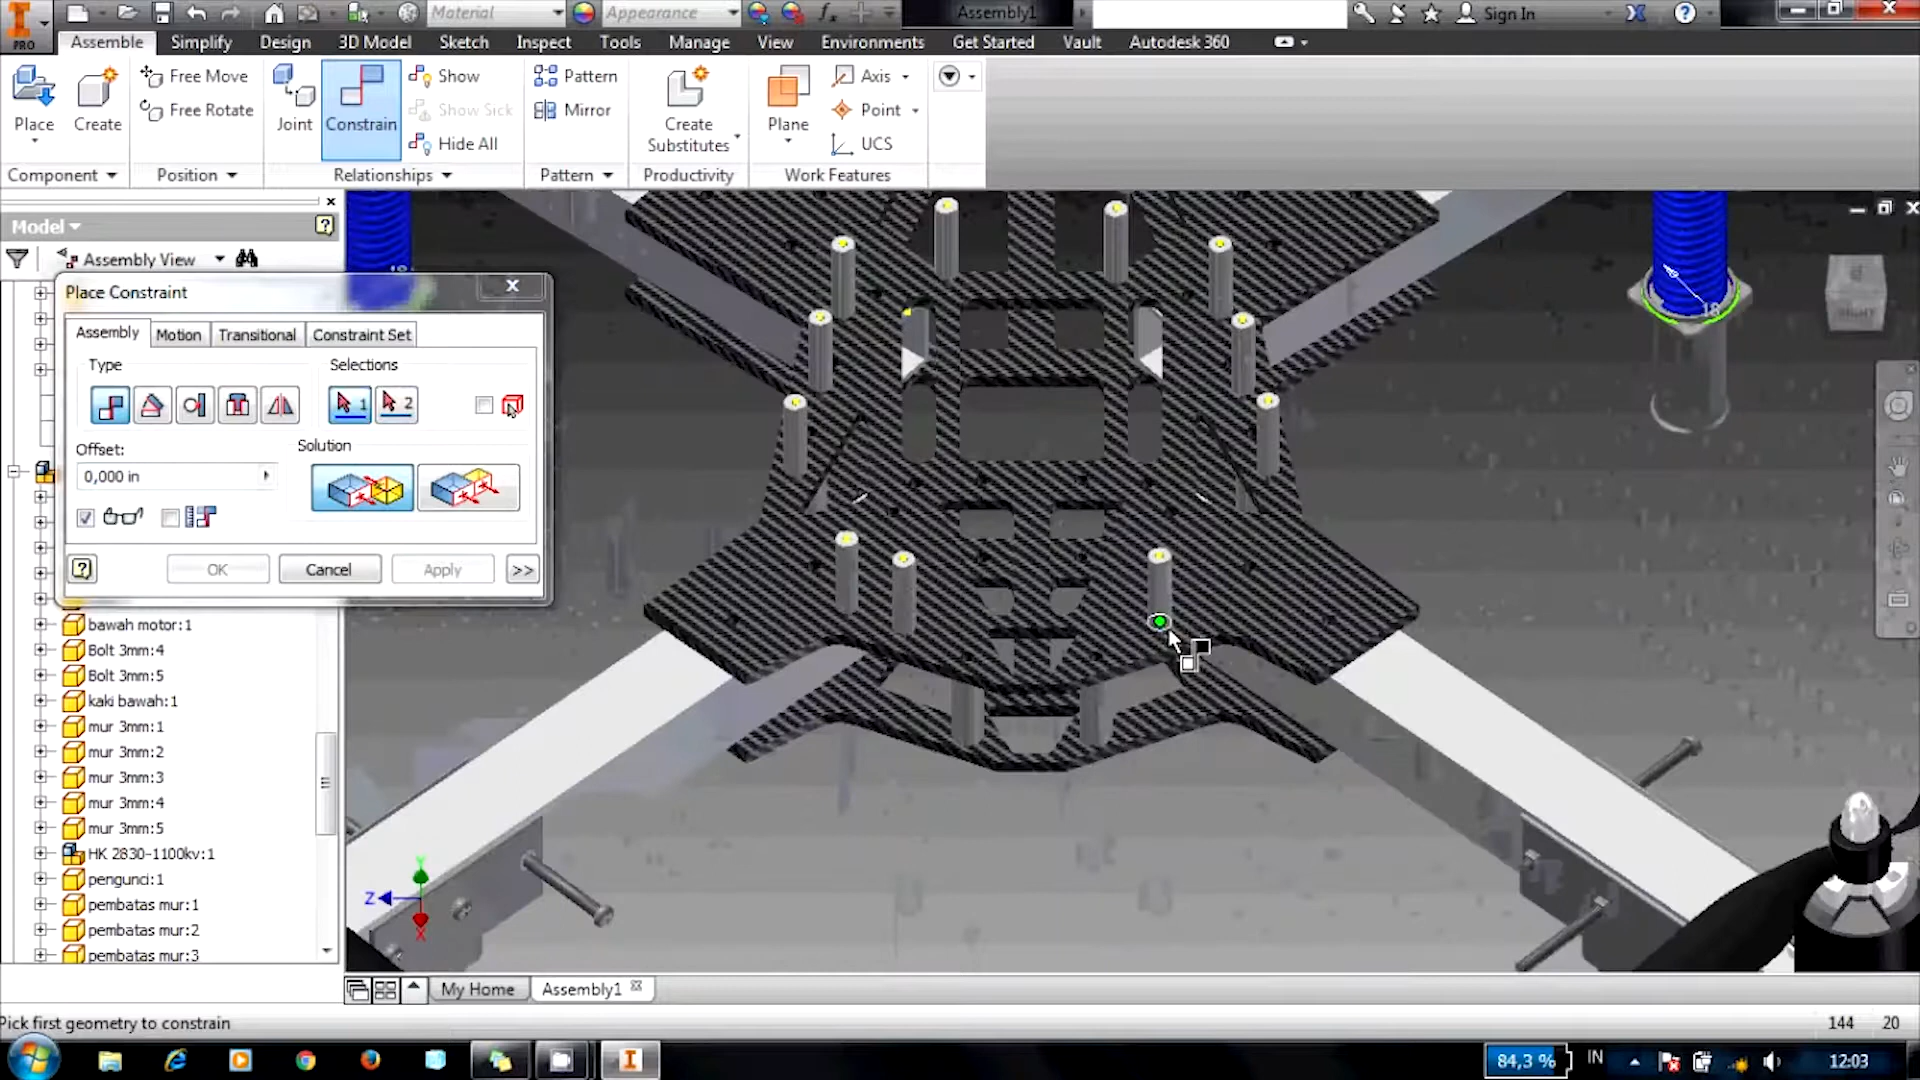 Material
Appearance
fx
Assembly1
Sign In
PRO
Assemble Simplify Design 3D Model Sketch Inspect Tools Manage View Environments Get Started Vault Autodesk 360
Place
Create
Free Move
Free Rotate
Joint
Constrain
Show
Show Sick
Hide All
Pattern
Mirror
Create
Substitutes
Plane
Axis
Point
UCS
Component
Position
Relationships
Pattern
Productivity
Work Features
Model
Assembly View
Place Constraint
Assembly Motion Transitional Constraint Set
Type
Selections
1
2
Offset:
0,000 in
Solution
OK
Cancel
Apply
>>
bawah motor:1
Bolt 3mm:4
Bolt 3mm:5
kaki bawah:1
mur 3mm:1
mur 3mm:2
mur 3mm:3
mur 3mm:4
mur 3mm:5
HK 2830-1100kv:1
pengunci:1
pembatas mur:1
pembatas mur:2
pembatas mur:3
18
RIGHT
Y
Z
X
My Home
Assembly1
Pick first geometry to constrain
144 20
84,3 %
IN
12:03